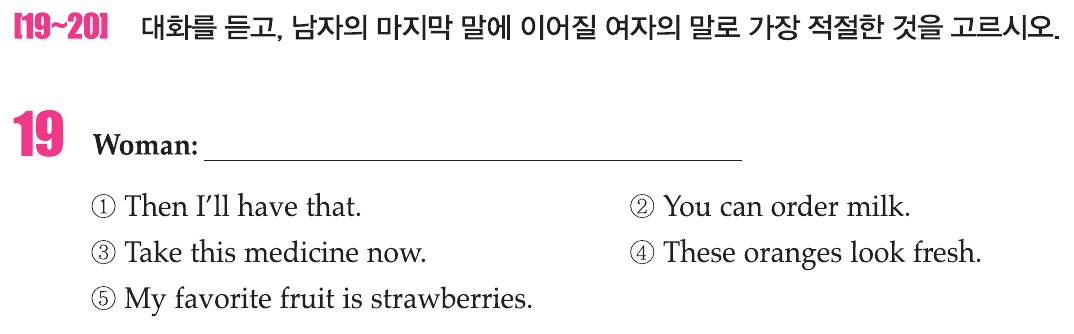 [19~20] 대화를 듣고, 남자의 마지막 말에 이어질 여자의 말로 가장 적절한 것을 고르시오.
19 Woman:
① Then I'll have that. ② You can order milk.
③ Take this medicine now. ④ These oranges look fresh.
⑤ My favorite fruit is strawberries.